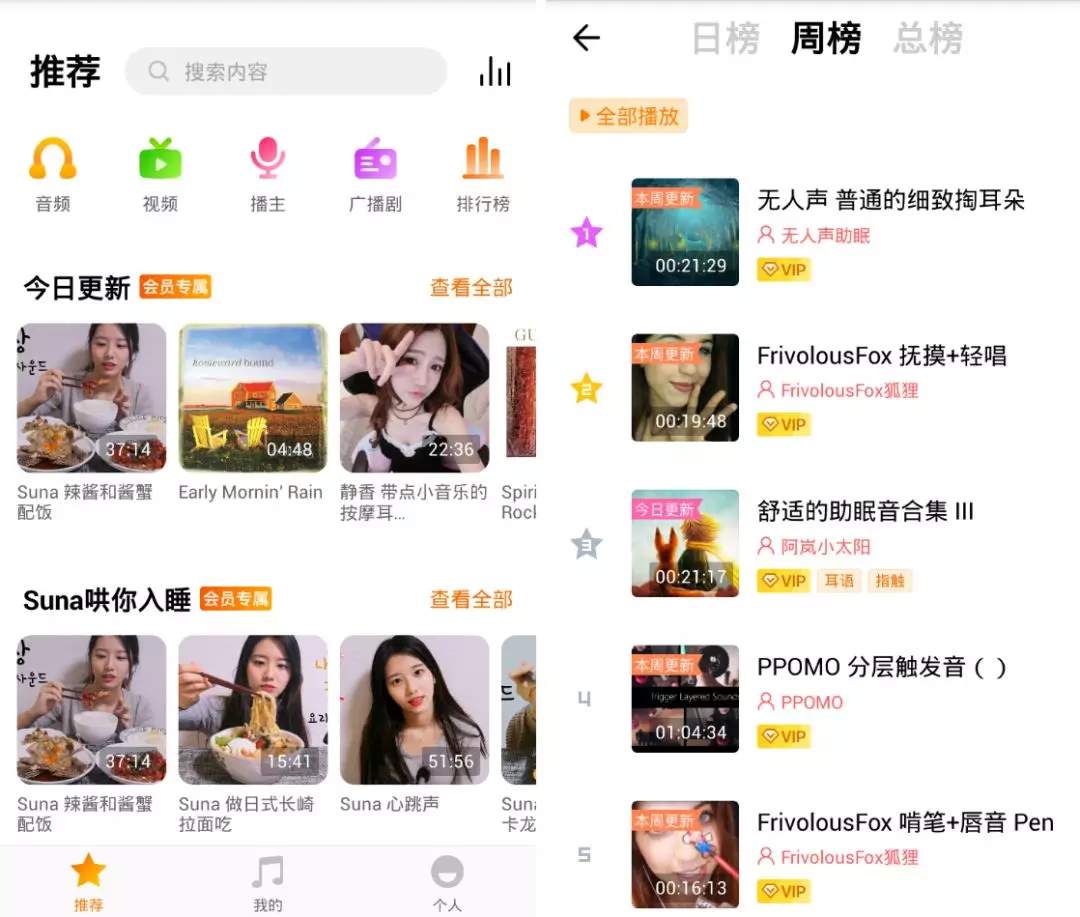 推荐
搜索内容
音频
视频
播主
广播剧
排行榜
今日更新
会员专属
查看全部
사운드
37:14
Homeward bound
04:48
22:36
GU
Suna 辣酱和酱蟹
配饭
Early Mornin' Rain
静香 带点小音乐的
按摩耳...
Spiri
Rock
Suna哄你入睡
会员专属
查看全部
사운드
37:14
요리
15:41
51:56
Suna 辣酱和酱蟹
配饭
Suna 做日式长崎
拉面吃
Suna 心跳声
Suna
卡龙
推荐
我的
个人
日榜
周榜
总榜
全部播放
1
本周更新
00:21:29
无人声 普通的细致掏耳朵
无人声助眠
VIP
2
本周更新
00:19:48
FrivolousFox 抚摸+轻唱
FrivolousFox狐狸
VIP
3
今日更新
00:21:17
舒适的助眠音合集 III
阿岚小太阳
VIP
耳语
指触
4
本周更新
Trigger Layered Sounds
01:04:34
PPOMO 分层触发音（ ）
PPOMO
VIP
5
本周更新
00:16:13
FrivolousFox 啃笔+唇音 Pen
FrivolousFox狐狸
VIP